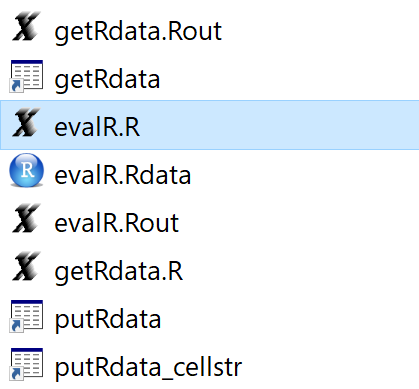 getRdata.Rout
getRdata
evalR.R
evalR.Rdata
evalR.Rout
getRdata.R
putRdata
putRdata_cellstr